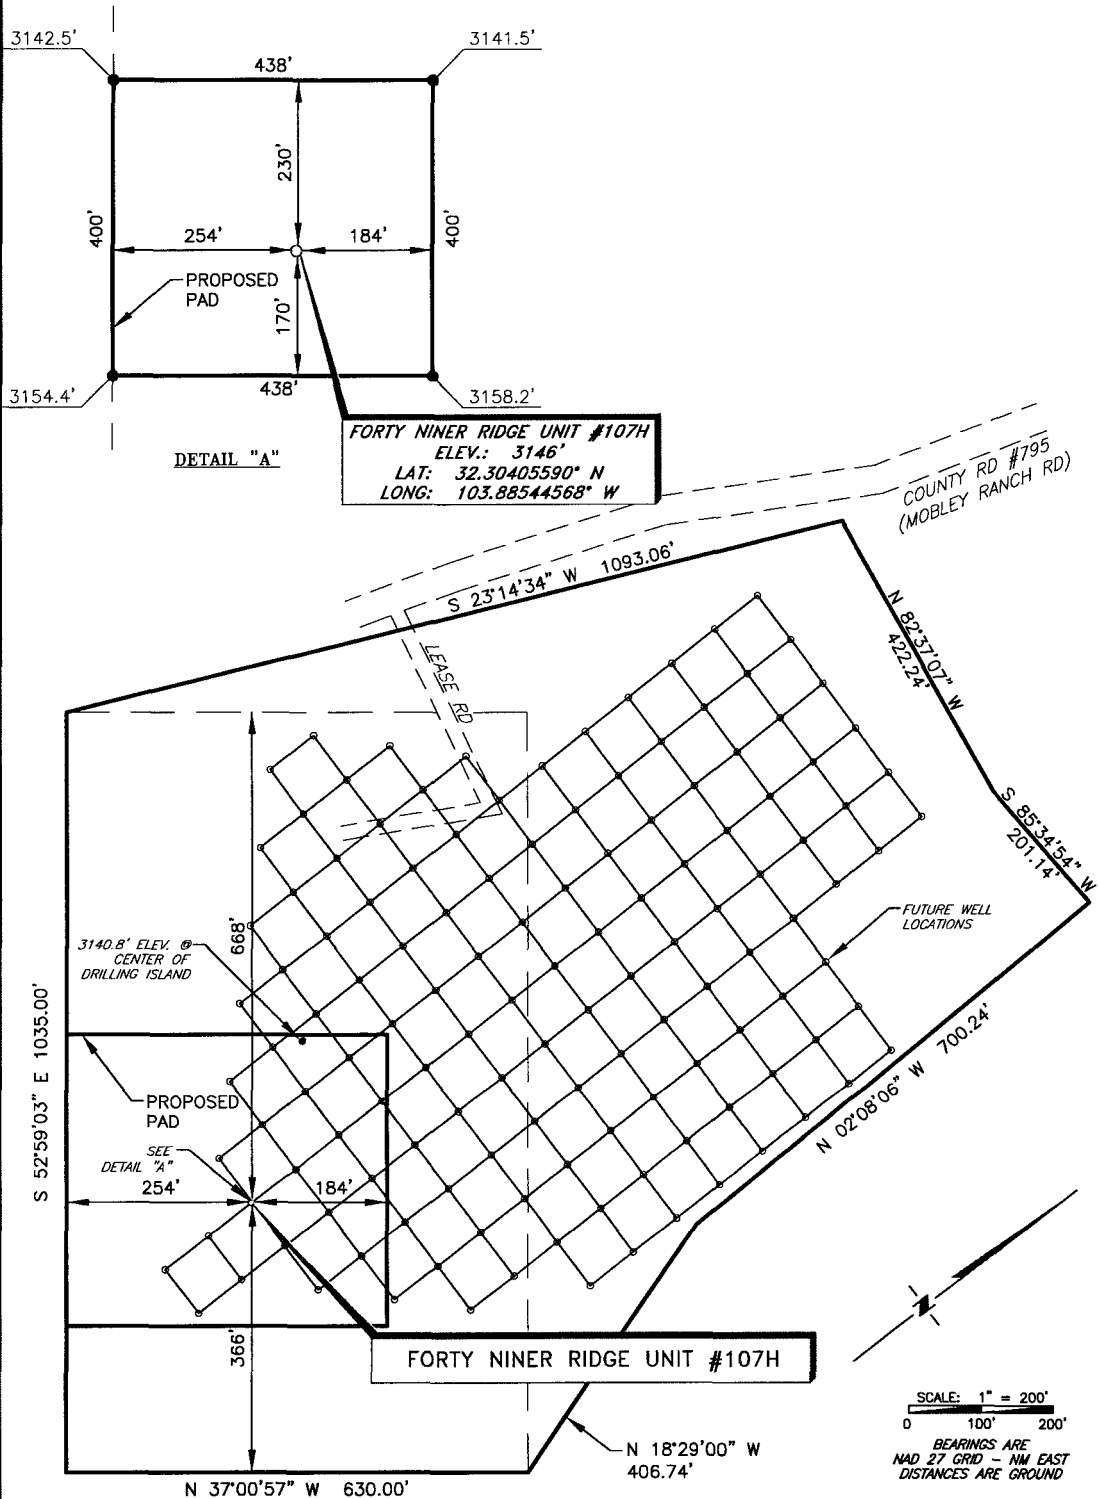 3142.5'
3141.5'
438'
230'
400'
400'
254'
184'
PROPOSED
PAD
170'
438'
3154.4'
3158.2'
DETAIL "A"
FORTY NINER RIDGE UNIT #107H
ELEV.: 3146'
LAT: 32.30405590° N
LONG: 103.88544568° W
COUNTY RD #795
(MOBLEY RANCH RD)
S 23°14'34" W 1093.06'
LEASE RD
N 82°37'07" W
422.24'
S 85°34'54" W
201.14'
FUTURE WELL
LOCATIONS
668'
3140.8' ELEV. @
CENTER OF
DRILLING ISLAND
S 52°59'03" E 1035.00'
PROPOSED
PAD
SEE
DETAIL "A"
254'
184'
N 02°08'06" W 700.24'
366'
FORTY NINER RIDGE UNIT #107H
N
N 18°29'00" W
406.74'
N 37°00'57" W 630.00'
SCALE: 1" = 200'
0 100' 200'
BEARINGS ARE
NAD 27 GRID - NM EAST
DISTANCES ARE GROUND